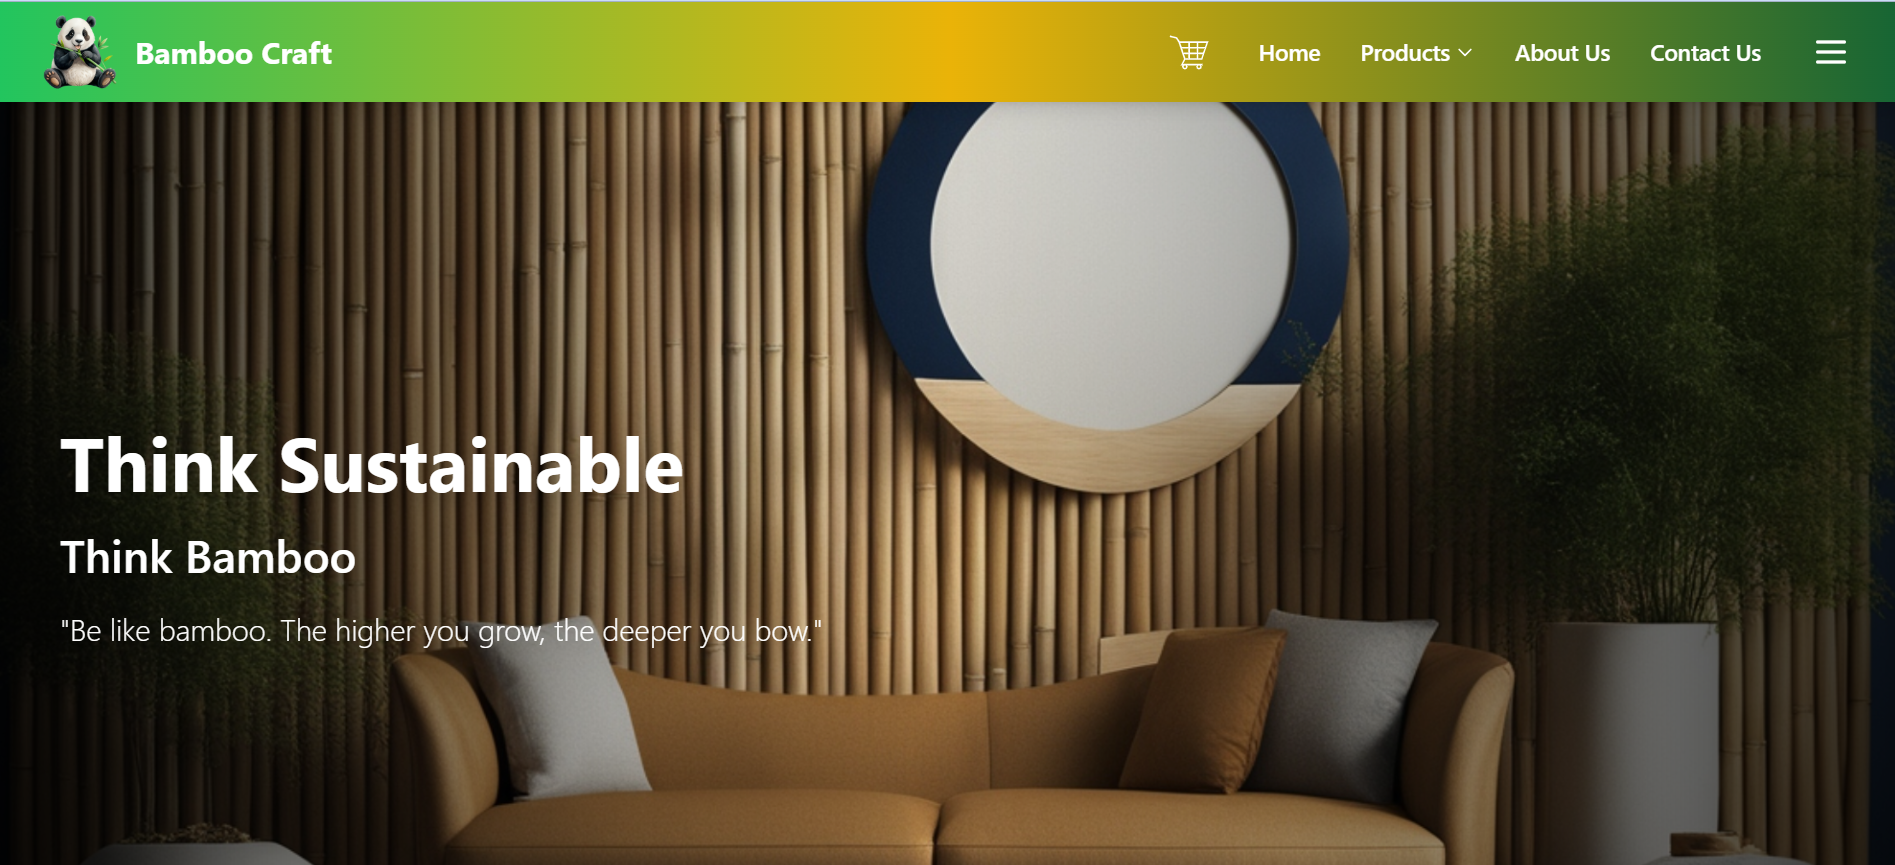 Bamboo Craft
Home
Products
About Us
Contact Us
Think Sustainable
Think Bamboo
"Be like bamboo. The higher you grow, the deeper you bow."